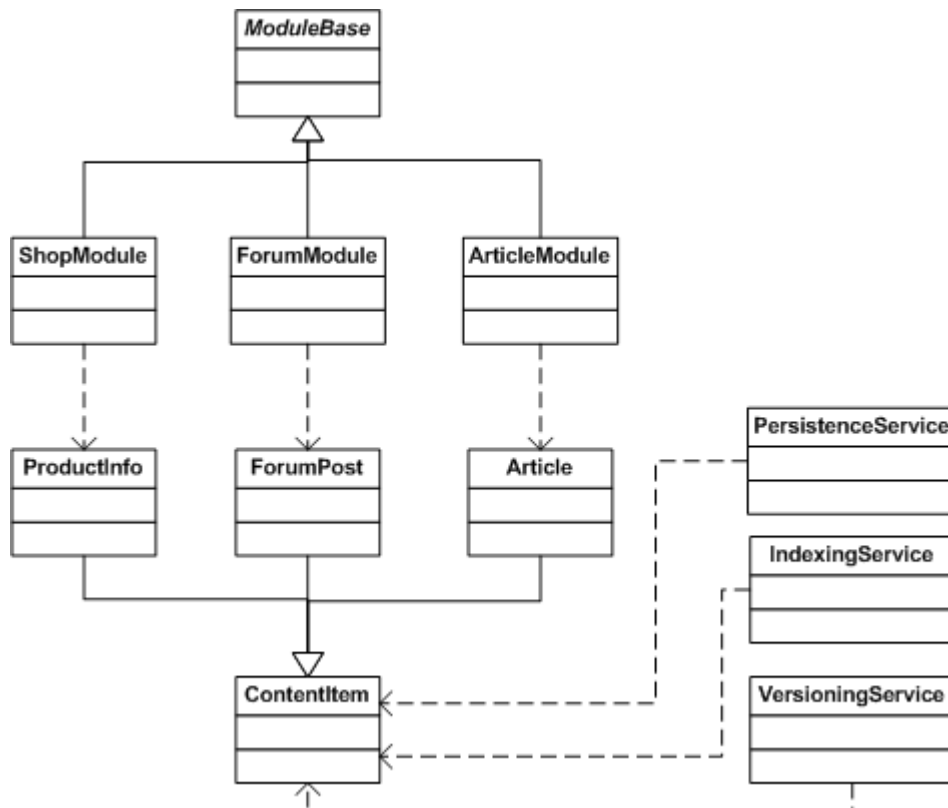 ModuleBase
ShopModule
ForumModule
ArticleModule
ProductInfo
ForumPost
Article
PersistenceService
IndexingService
ContentItem
VersioningService